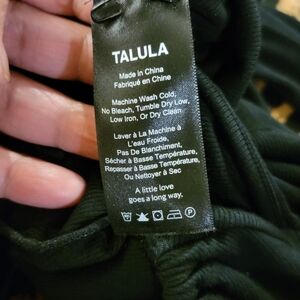 TALULA
Made in China
Fabriqué en Chine
Machine Wash Cold,
No Bleach, Tumble Dry Low,
Low Iron, Or Dry Clean
Laver À La Machine À
L'eau Froide,
Pas De Blanchiment,
Sécher à Basse Température,
Repasser à Basse Température,
Ou Nettoyer à Sec
A little love
goes a long way.